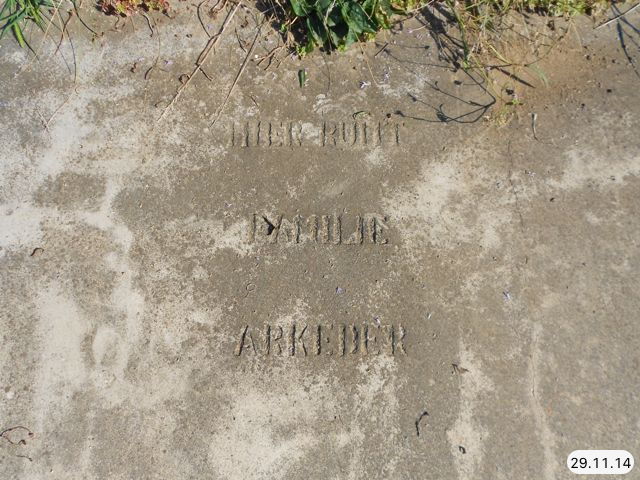 HIER RUHT
FAMILIE
ARKEDER
29.11.14